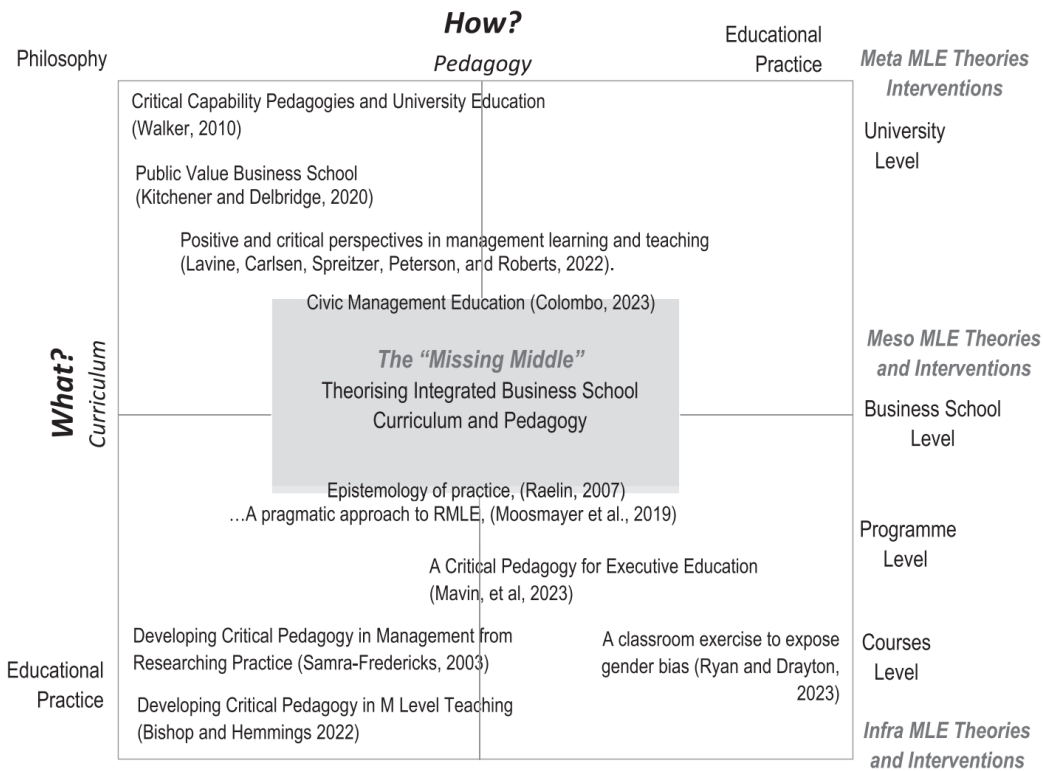 How?
Philosophy
Pedagogy
Educational
Practice
Meta MLE Theories
Interventions
Critical Capability Pedagogies and University Education
(Walker, 2010)
University
Level
Public Value Business School
(Kitchener and Delbridge, 2020)
Positive and critical perspectives in management learning and teaching
(Lavine, Carlsen, Spreitzer, Peterson, and Roberts, 2022).
Civic Management Education (Colombo, 2023)
What?
Curriculum
The “Missing Middle”
Theorising Integrated Business School
Curriculum and Pedagogy
Meso MLE Theories
and Interventions
Business School
Level
Epistemology of practice, (Raelin, 2007)
…A pragmatic approach to RMLE, (Moosmayer et al., 2019)
Programme
Level
A Critical Pedagogy for Executive Education
(Mavin, et al, 2023)
Developing Critical Pedagogy in Management from
Researching Practice (Samra-Fredericks, 2003)
A classroom exercise to expose
gender bias (Ryan and Drayton,
2023)
Courses
Level
Educational
Practice
Developing Critical Pedagogy in M Level Teaching
(Bishop and Hemmings 2022)
Infra MLE Theories
and Interventions